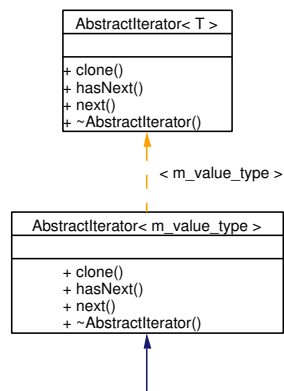 AbstractIterator< T >
+ clone()
+ hasNext()
+ next()
+ ~AbstractIterator()
< m_value_type >
AbstractIterator< m_value_type >
+ clone()
+ hasNext()
+ next()
+ ~AbstractIterator()